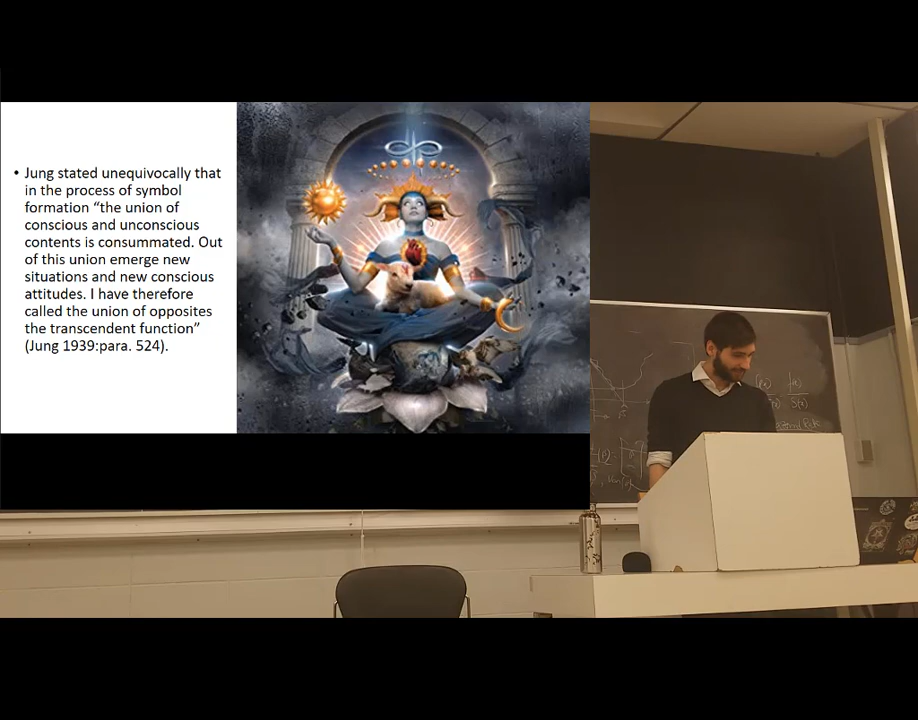 • Jung stated unequivocally that
in the process of symbol
formation “the union of
conscious and unconscious
contents is consummated. Out
of this union emerge new
situations and new conscious
attitudes. I have therefore
called the union of opposites
the transcendent function”
(Jung 1939:para. 524).